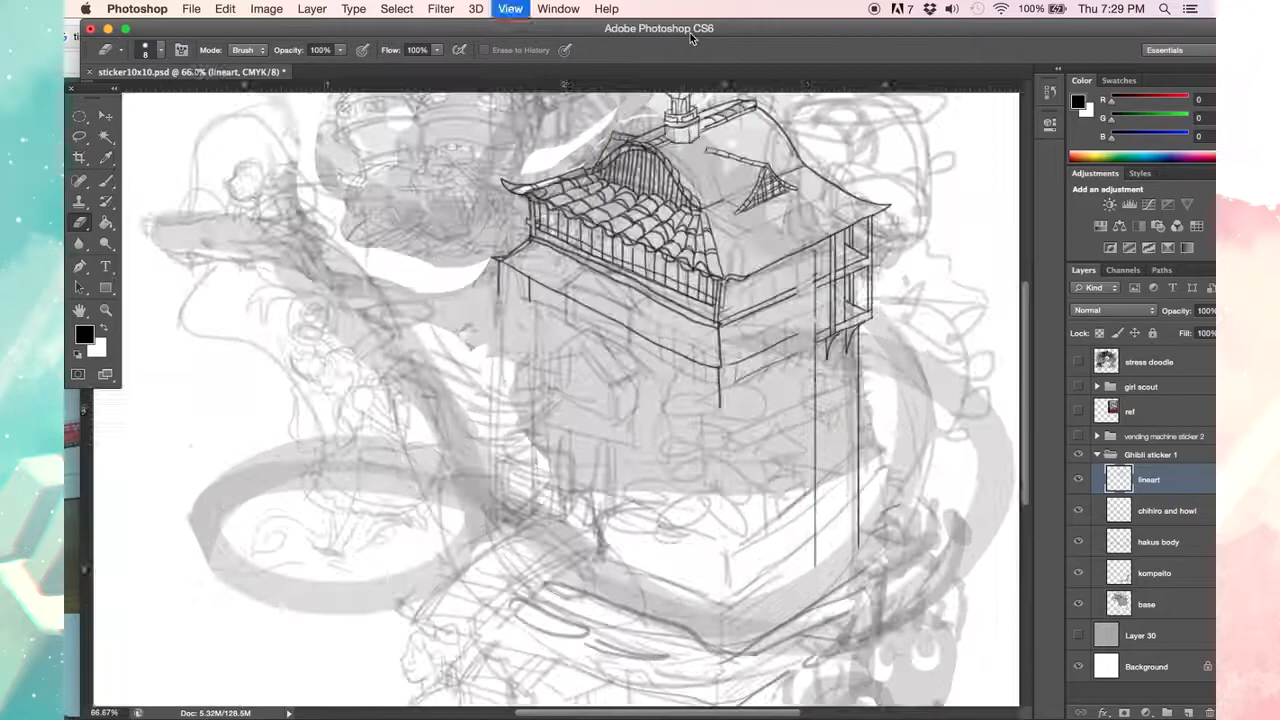 Photoshop File Edit Image Layer Type Select Filter 3D View Window Help 7 100% Thu 7:29 PM
Adobe Photoshop CS6
8 Mode: Brush Opacity: 100% Flow: 100% Erase to History Essentials
sticker10x10.psd @ 66.7% (lineart, CMYK/8) *
Color Swatches
R 0
G 0
B 0
Adjustments Styles
Add an adjustment
Layers Channels Paths
Kind
Normal Opacity: 100%
Lock: Fill: 100%
stress doodle
girl scout
ref
vending machine sticker 2
Ghibli sticker 1
lineart
chihiro and howl
hakus body
kompeito
base
Layer 30
Background
66.67% Doc: 5.32M/128.5M